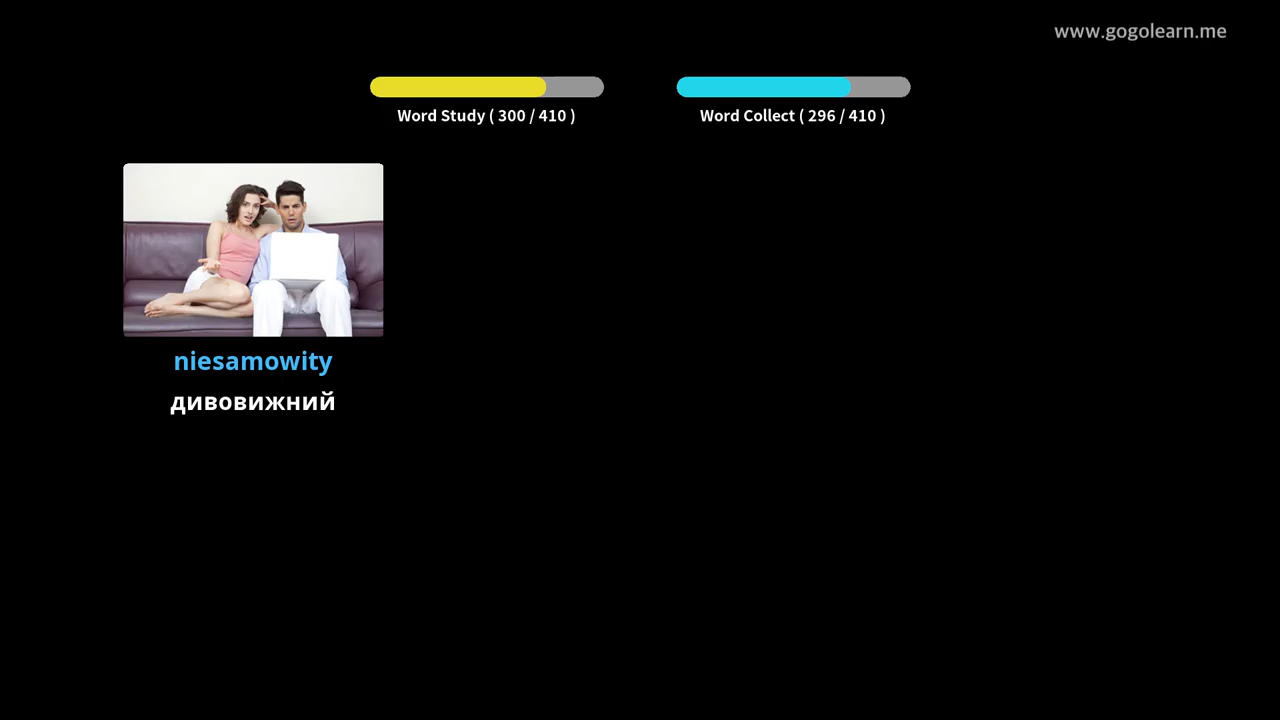 www.gogolearn.me
Word Study ( 300 / 410 )
Word Collect ( 296 / 410 )
niesamowity
дивовижний